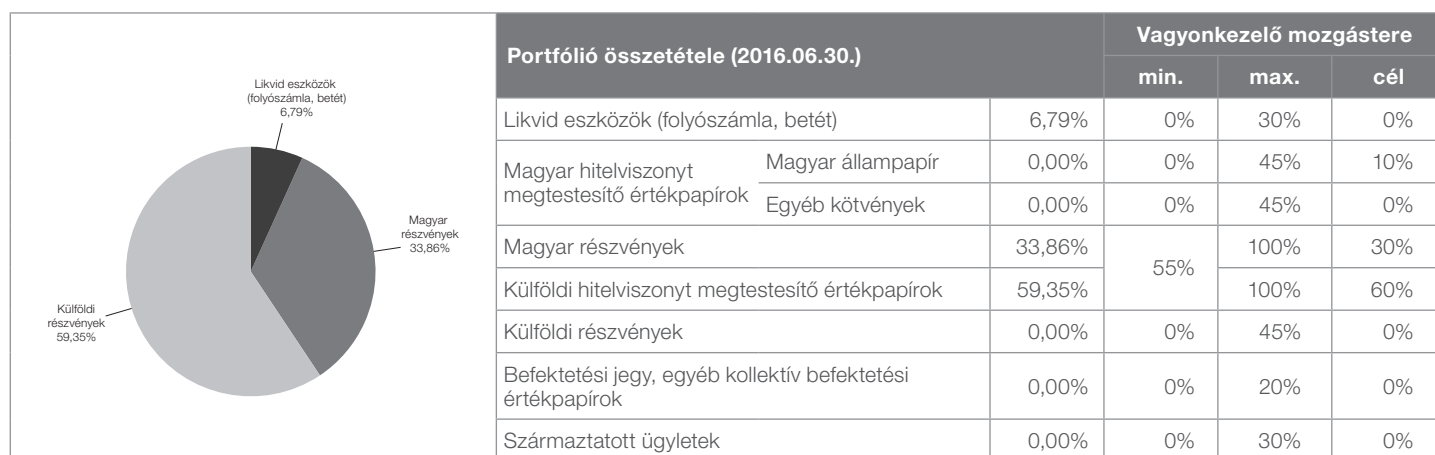 Likvid eszközök
(folyószámla, betét)
6,79%
Magyar
részvények
33,86%
Külföldi
részvények
59,35%
Portfólió összetétele (2016.06.30.) Vagyonkezelő mozgástere
min. max. cél
Likvid eszközök (folyószámla, betét) 6,79% 0% 30% 0%
Magyar hitelviszonyt
megtestesítő értékpapírok
Magyar állampapír 0,00% 0% 45% 10%
Egyéb kötvények 0,00% 0% 45% 0%
Magyar részvények 33,86% 55% 100% 30%
Külföldi hitelviszonyt megtestesítő értékpapírok 59,35% 100% 60%
Külföldi részvények 0,00% 0% 45% 0%
Befektetési jegy, egyéb kollektív befektetési
értékpapírok 0,00% 0% 20% 0%
Származtatott ügyletek 0,00% 0% 30% 0%